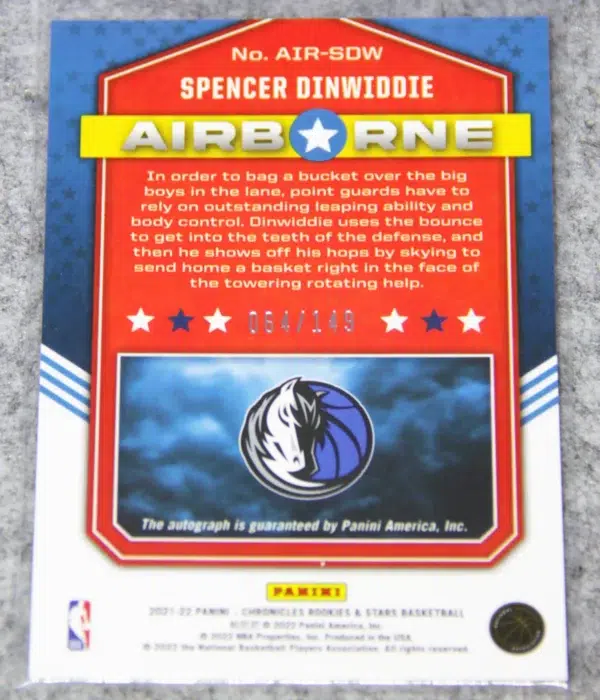 No. AIR-SDW
SPENCER DINWIDDIE
AIRB★RNE
In order to bag a bucket over the big
boys in the lane, point guards have to
rely on outstanding leaping ability and
body control. Dinwiddie uses the bounce
to get into the teeth of the defense, and
then he shows off his hops by skying to
send home a basket right in the face of
the towering rotating help.
064/149
The autograph is guaranteed by Panini America, Inc.
PANINI
2021-22 PANINI - CHRONICLES ROOKIES & STARS BASKETBALL
© 2022 Panini America, Inc.
© 2022 NBA Properties, Inc. Produced in the USA.
© 2022 the National Basketball Players Association. All rights reserved.